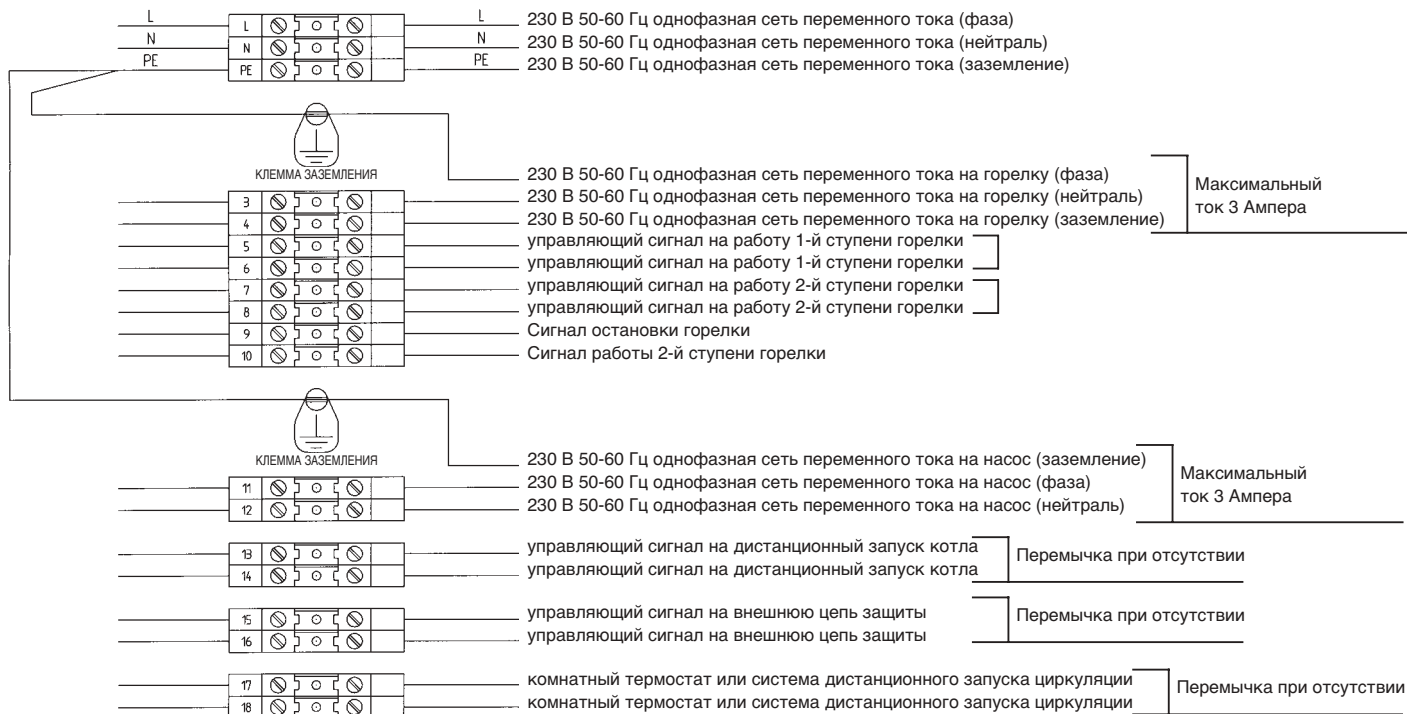 L L L 230 В 50-60 Гц однофазная сеть переменного тока (фаза)
N N N 230 В 50-60 Гц однофазная сеть переменного тока (нейтраль)
PE PE PE 230 В 50-60 Гц однофазная сеть переменного тока (заземление)
КЛЕММА ЗАЗЕМЛЕНИЯ
230 В 50-60 Гц однофазная сеть переменного тока на горелку (фаза)
3 230 В 50-60 Гц однофазная сеть переменного тока на горелку (нейтраль)
4 230 В 50-60 Гц однофазная сеть переменного тока на горелку (заземление)
Максимальный
ток 3 Ампера
5 управляющий сигнал на работу 1-й ступени горелки
6 управляющий сигнал на работу 1-й ступени горелки
7 управляющий сигнал на работу 2-й ступени горелки
8 управляющий сигнал на работу 2-й ступени горелки
9 Сигнал остановки горелки
10 Сигнал работы 2-й ступени горелки
КЛЕММА ЗАЗЕМЛЕНИЯ
230 В 50-60 Гц однофазная сеть переменного тока на насос (заземление)
11 230 В 50-60 Гц однофазная сеть переменного тока на насос (фаза)
12 230 В 50-60 Гц однофазная сеть переменного тока на насос (нейтраль)
Максимальный
ток 3 Ампера
13 управляющий сигнал на дистанционный запуск котла
14 управляющий сигнал на дистанционный запуск котла
Перемычка при отсутствии
15 управляющий сигнал на внешнюю цепь защиты
16 управляющий сигнал на внешнюю цепь защиты
Перемычка при отсутствии
17 комнатный термостат или система дистанционного запуска циркуляции
18 комнатный термостат или система дистанционного запуска циркуляции
Перемычка при отсутствии